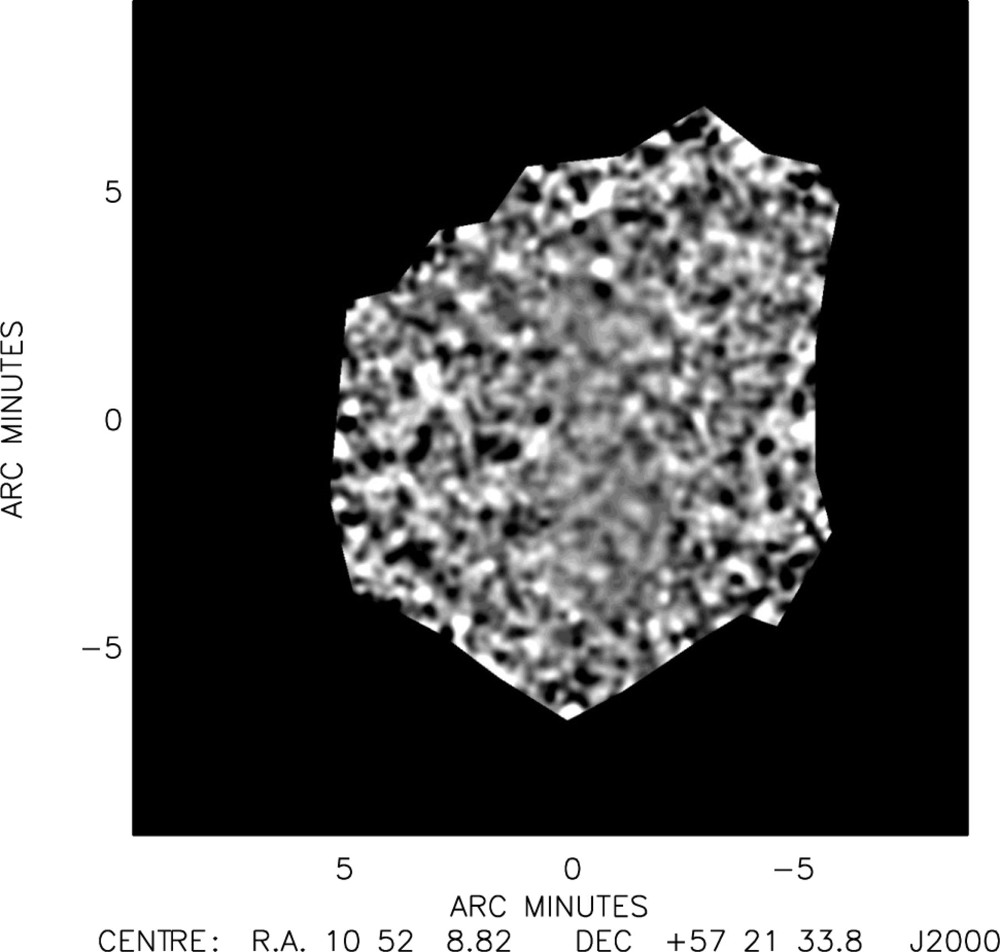 5
0
−5
ARC MINUTES
5 0 −5
ARC MINUTES
CENTRE: R.A. 10 52 8.82 DEC +57 21 33.8 J2000